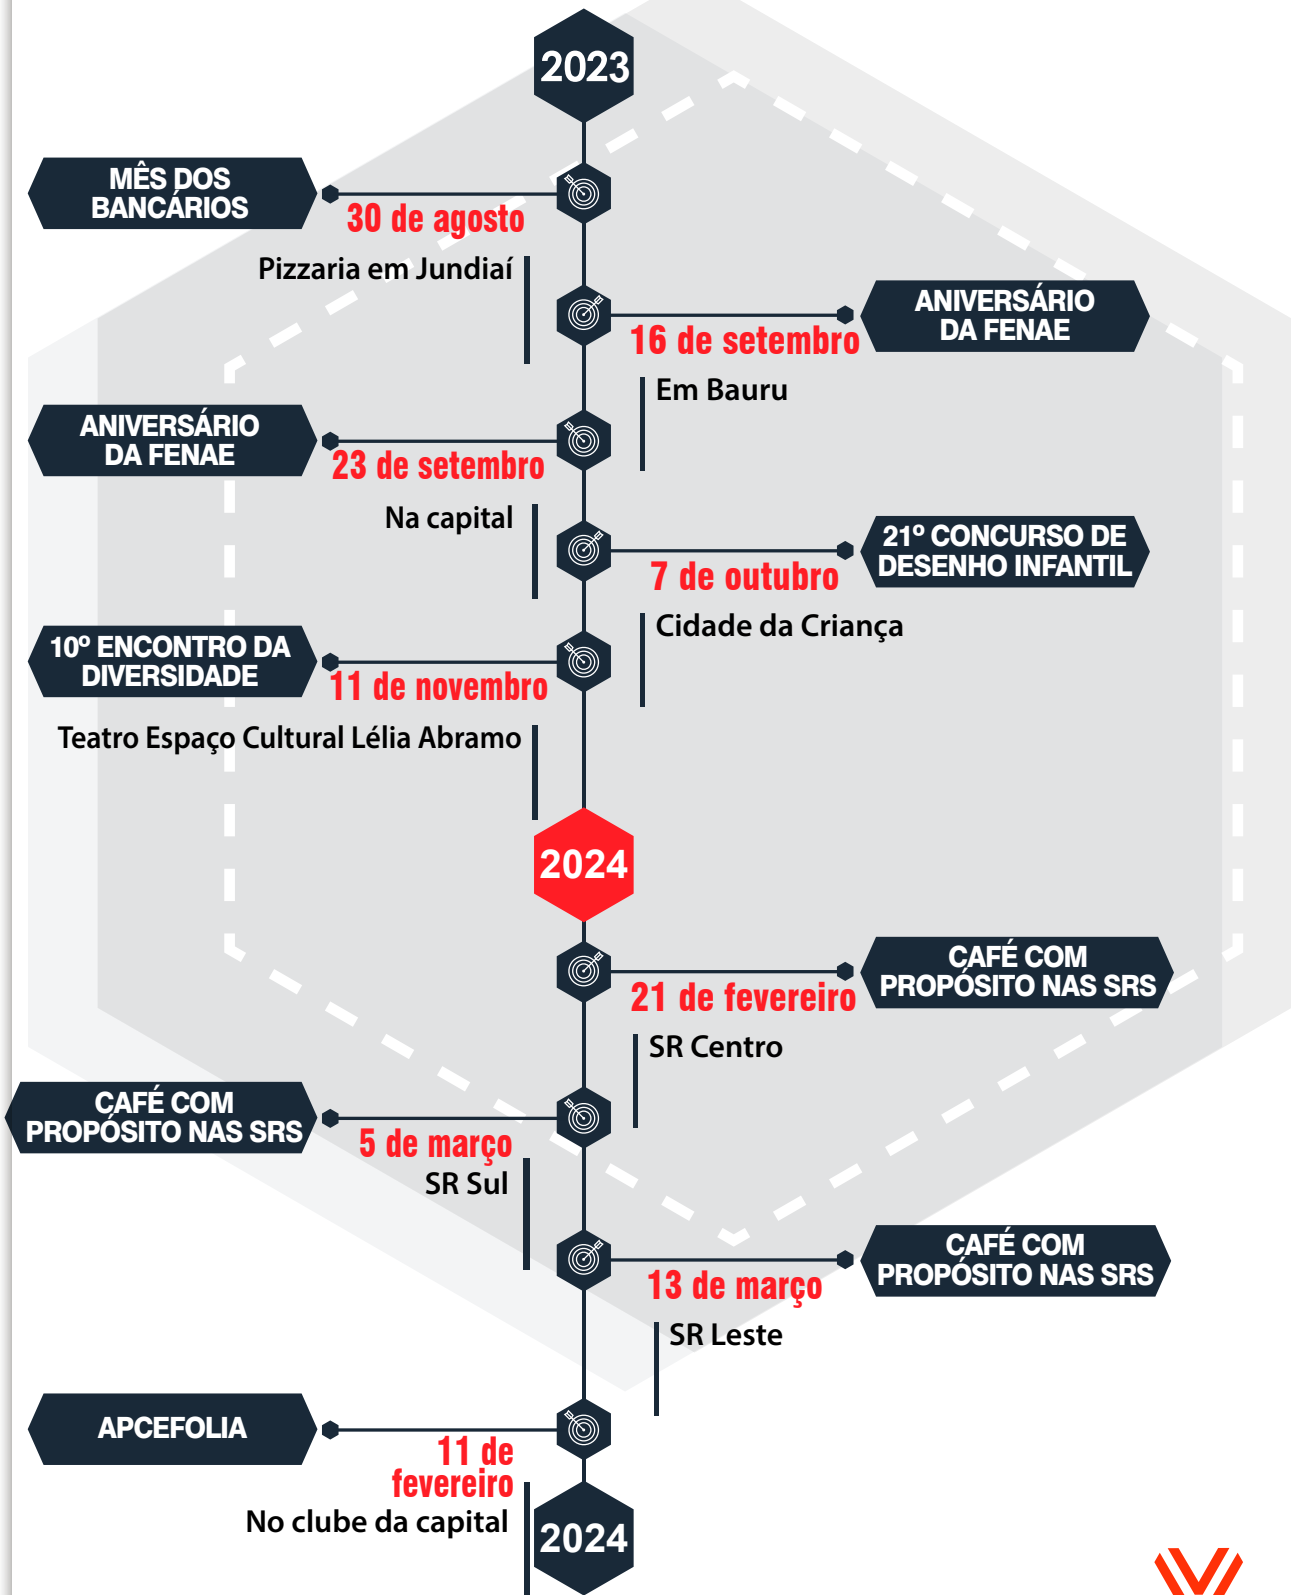 2023
MÊS DOS
BANCÁRIOS
30 de agosto
Pizzaria em Jundiaí
ANIVERSÁRIO
DA FENAE
16 de setembro
Em Bauru
ANIVERSÁRIO
DA FENAE
23 de setembro
Na capital
21º CONCURSO DE
DESENHO INFANTIL
7 de outubro
Cidade da Criança
10º ENCONTRO DA
DIVERSIDADE
11 de novembro
Teatro Espaço Cultural Lélia Abramo
2024
CAFÉ COM
PROPÓSITO NAS SRS
21 de fevereiro
SR Centro
CAFÉ COM
PROPÓSITO NAS SRS
5 de março
SR Sul
CAFÉ COM
PROPÓSITO NAS SRS
13 de março
SR Leste
APCEFOLIA
11 de
fevereiro
No clube da capital
2024